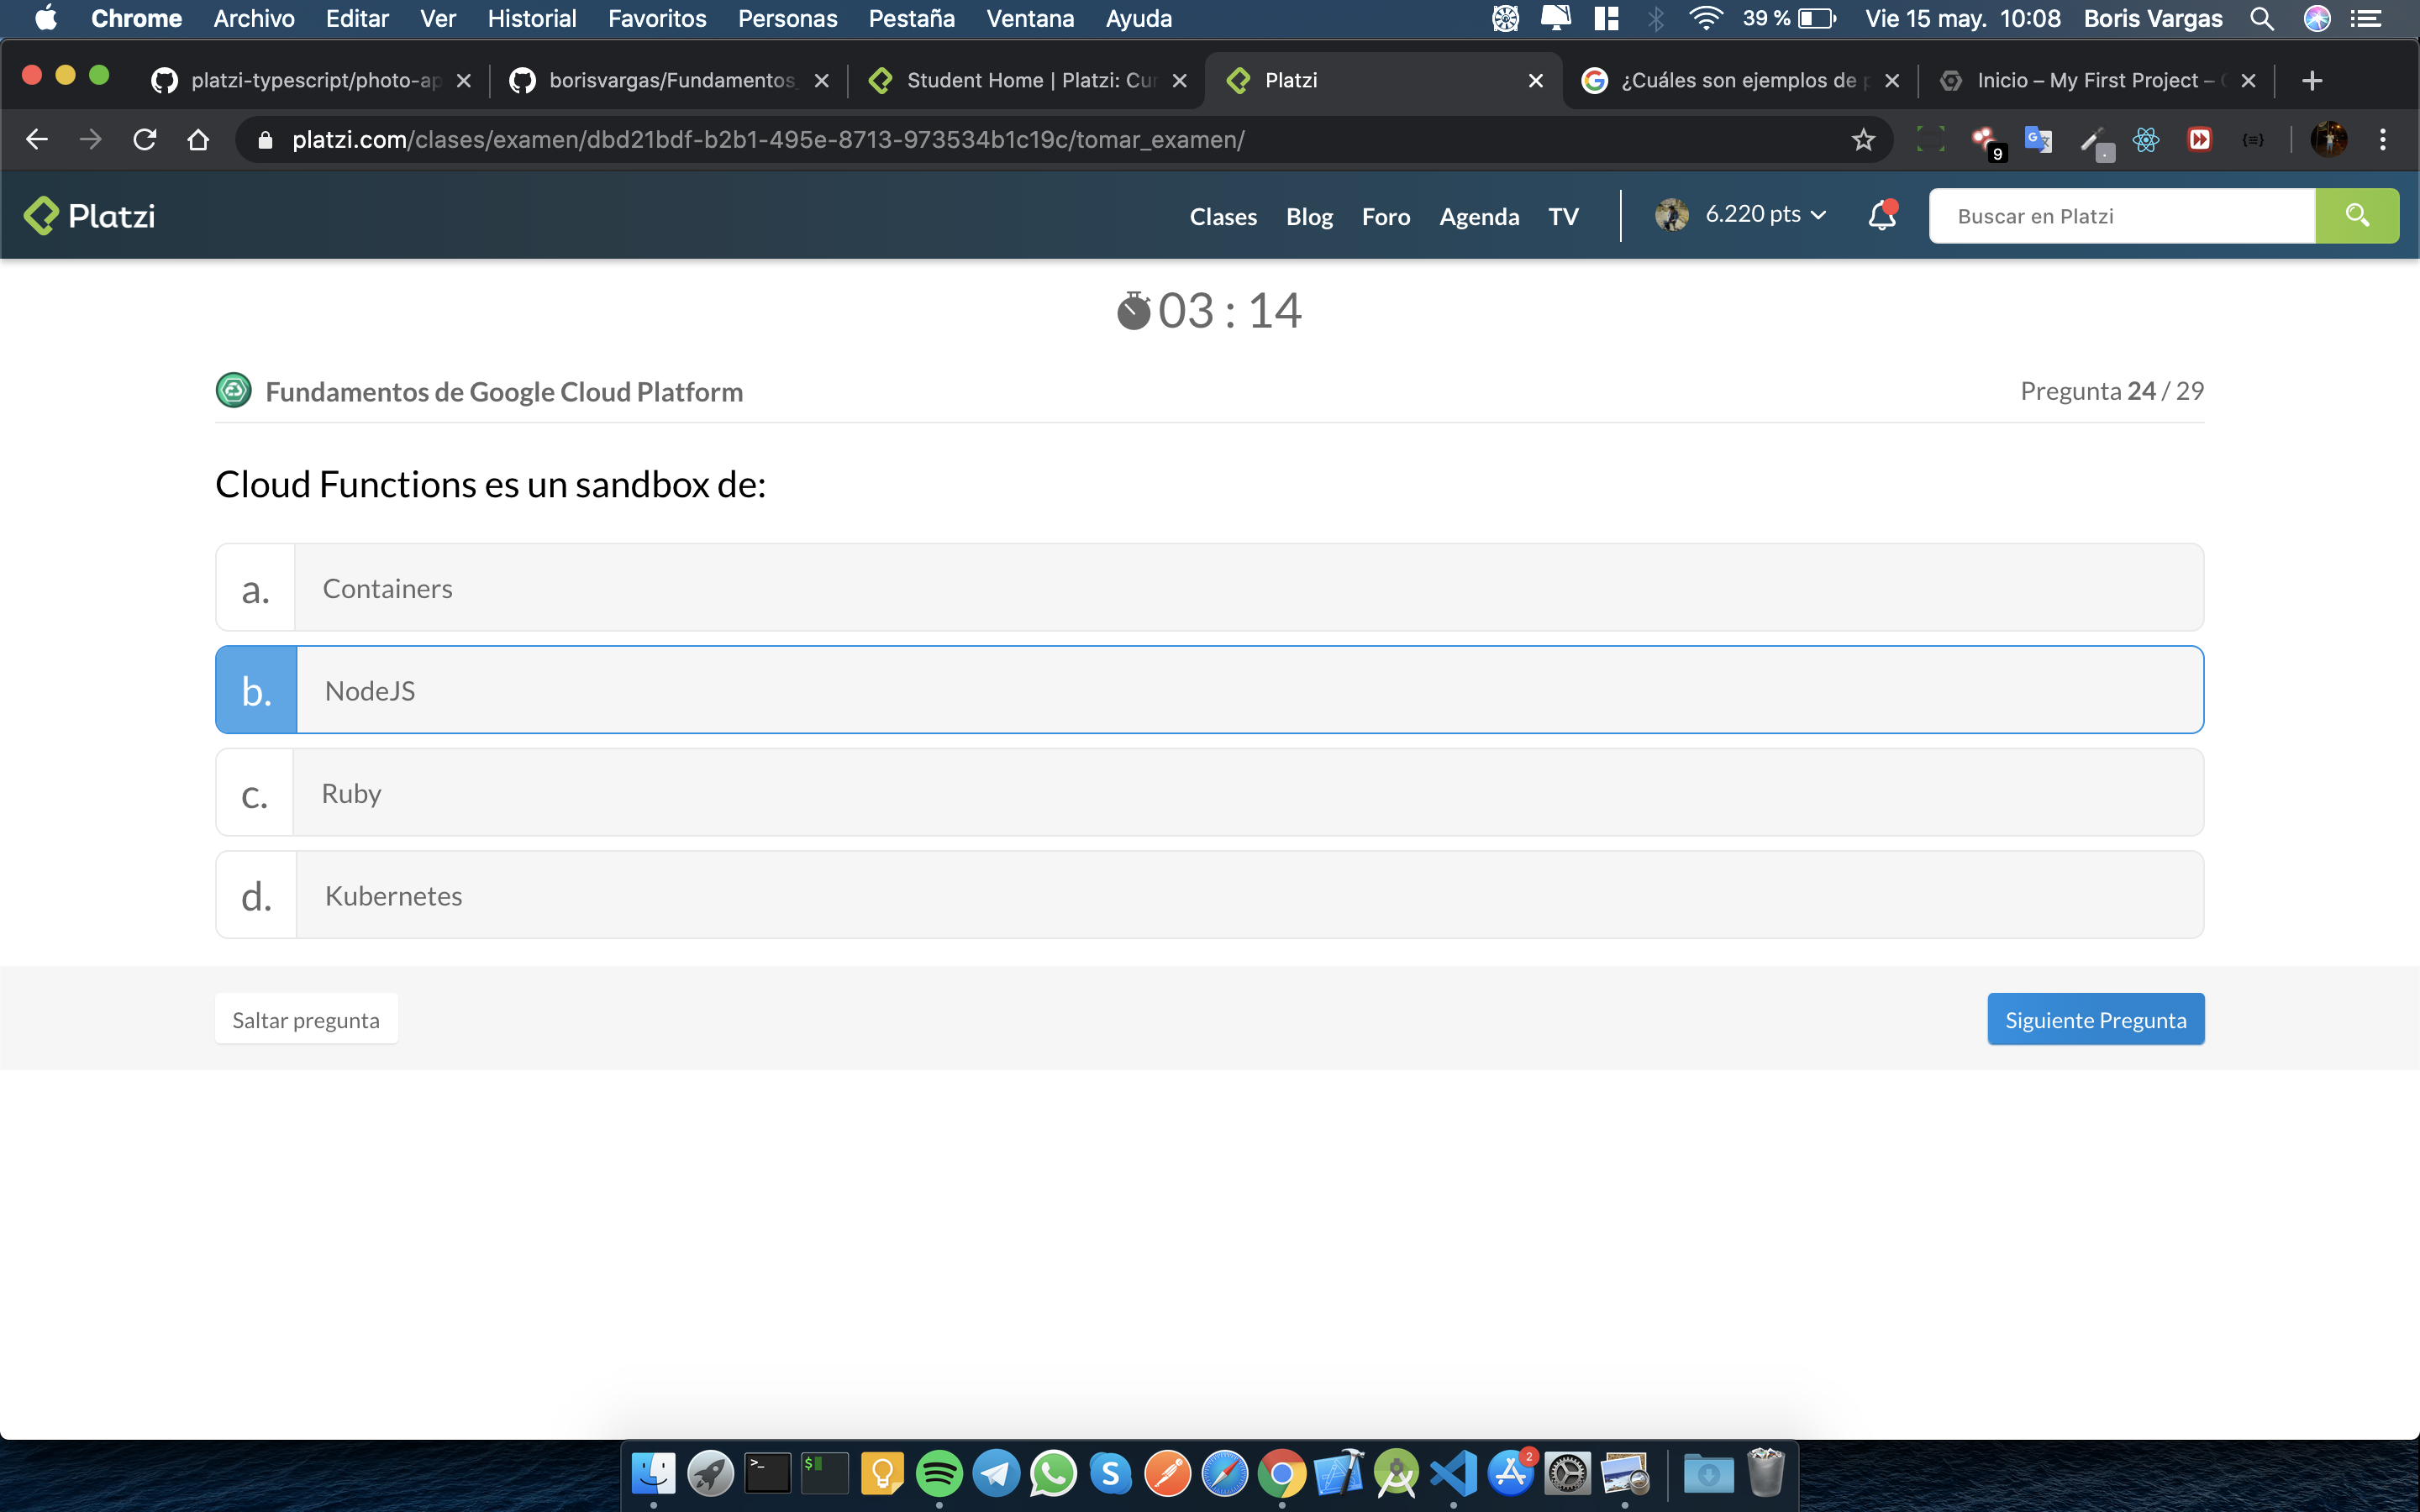 Chrome Archivo Editar Ver Historial Favoritos Personas Pestaña Ventana Ayuda 39 % Vie 15 may. 10:08 Boris Vargas
platzi-typescript/photo-ap borisvargas/Fundamentos_ Student Home | Platzi: Cur Platzi ¿Cuáles son ejemplos de p Inicio – My First Project –
platzi.com/clases/examen/dbd21bdf-b2b1-495e-8713-973534b1c19c/tomar_examen/ 9
Platzi Clases Blog Foro Agenda TV 6.220 pts Buscar en Platzi
03 : 14
Fundamentos de Google Cloud Platform Pregunta 24 / 29
Cloud Functions es un sandbox de:
a. Containers
b. NodeJS
c. Ruby
d. Kubernetes
Saltar pregunta Siguiente Pregunta
2